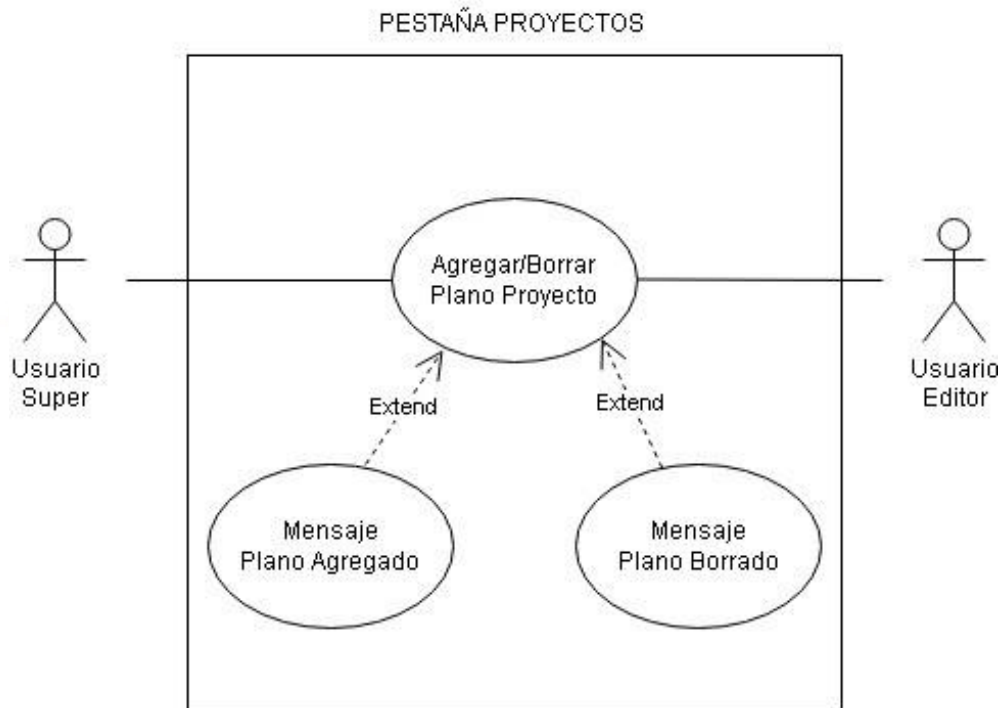 PESTAÑA PROYECTOS
Agregar/Borrar
Plano Proyecto
Usuario
Super
Usuario
Editor
Extend
Extend
Mensaje
Plano Agregado
Mensaje
Plano Borrado